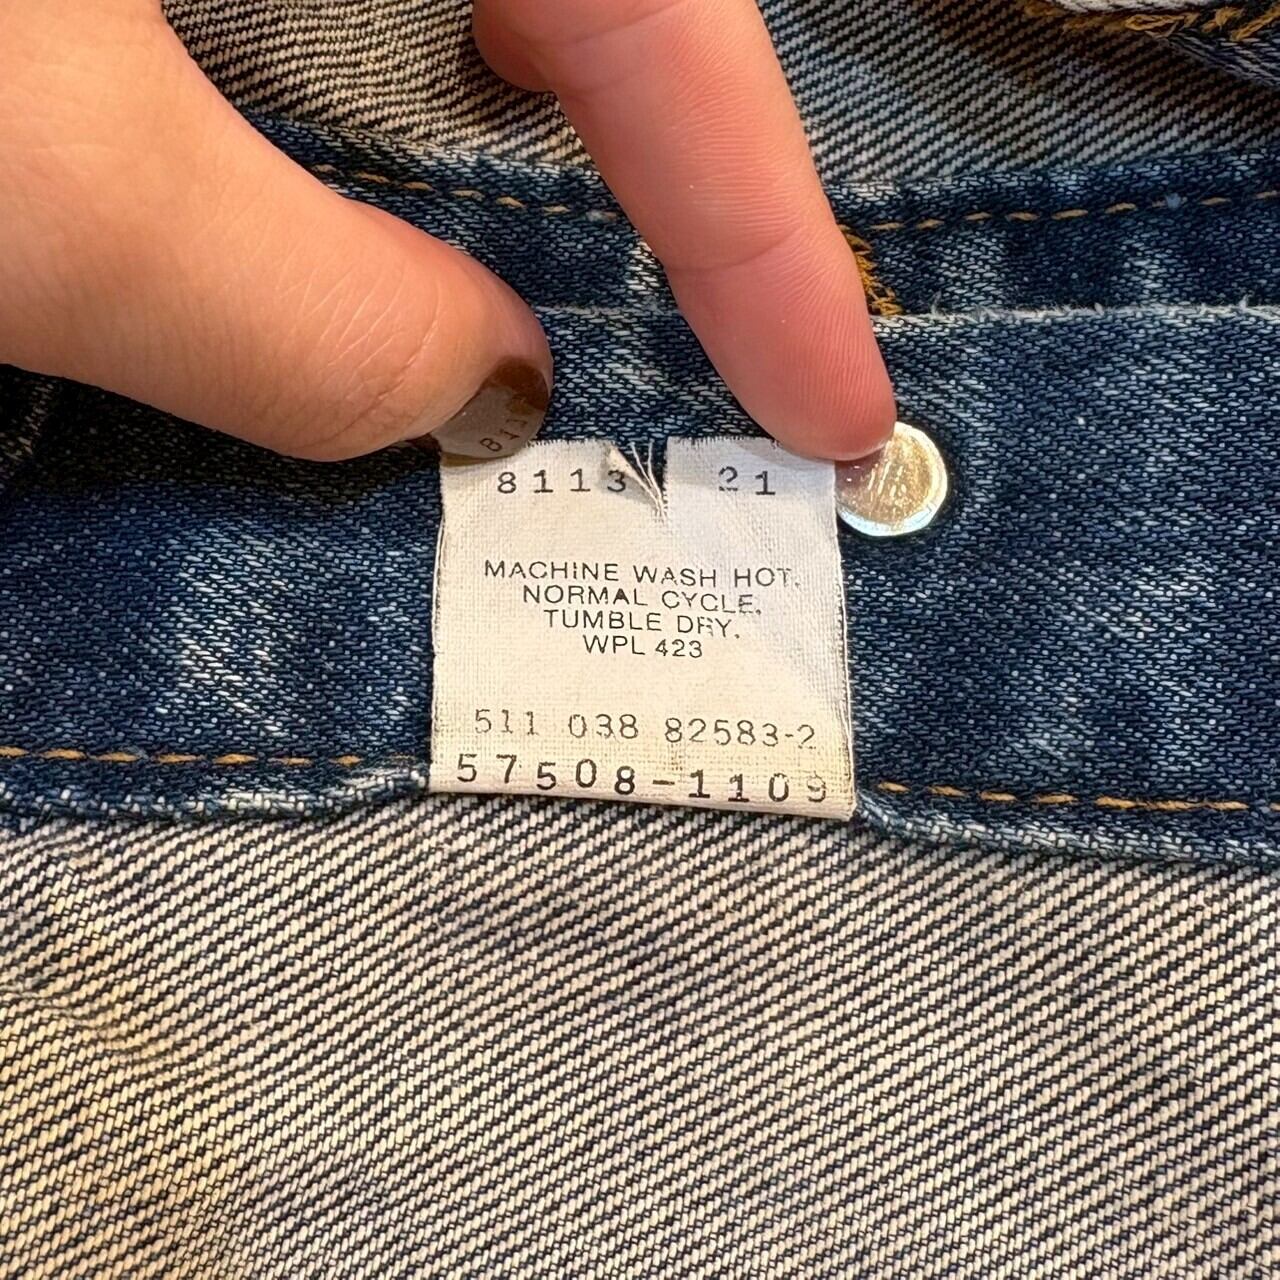 8113 21
MACHINE WASH HOT,
NORMAL CYCLE,
TUMBLE DRY,
WPL 423
511 038 82583-2
57508-1109